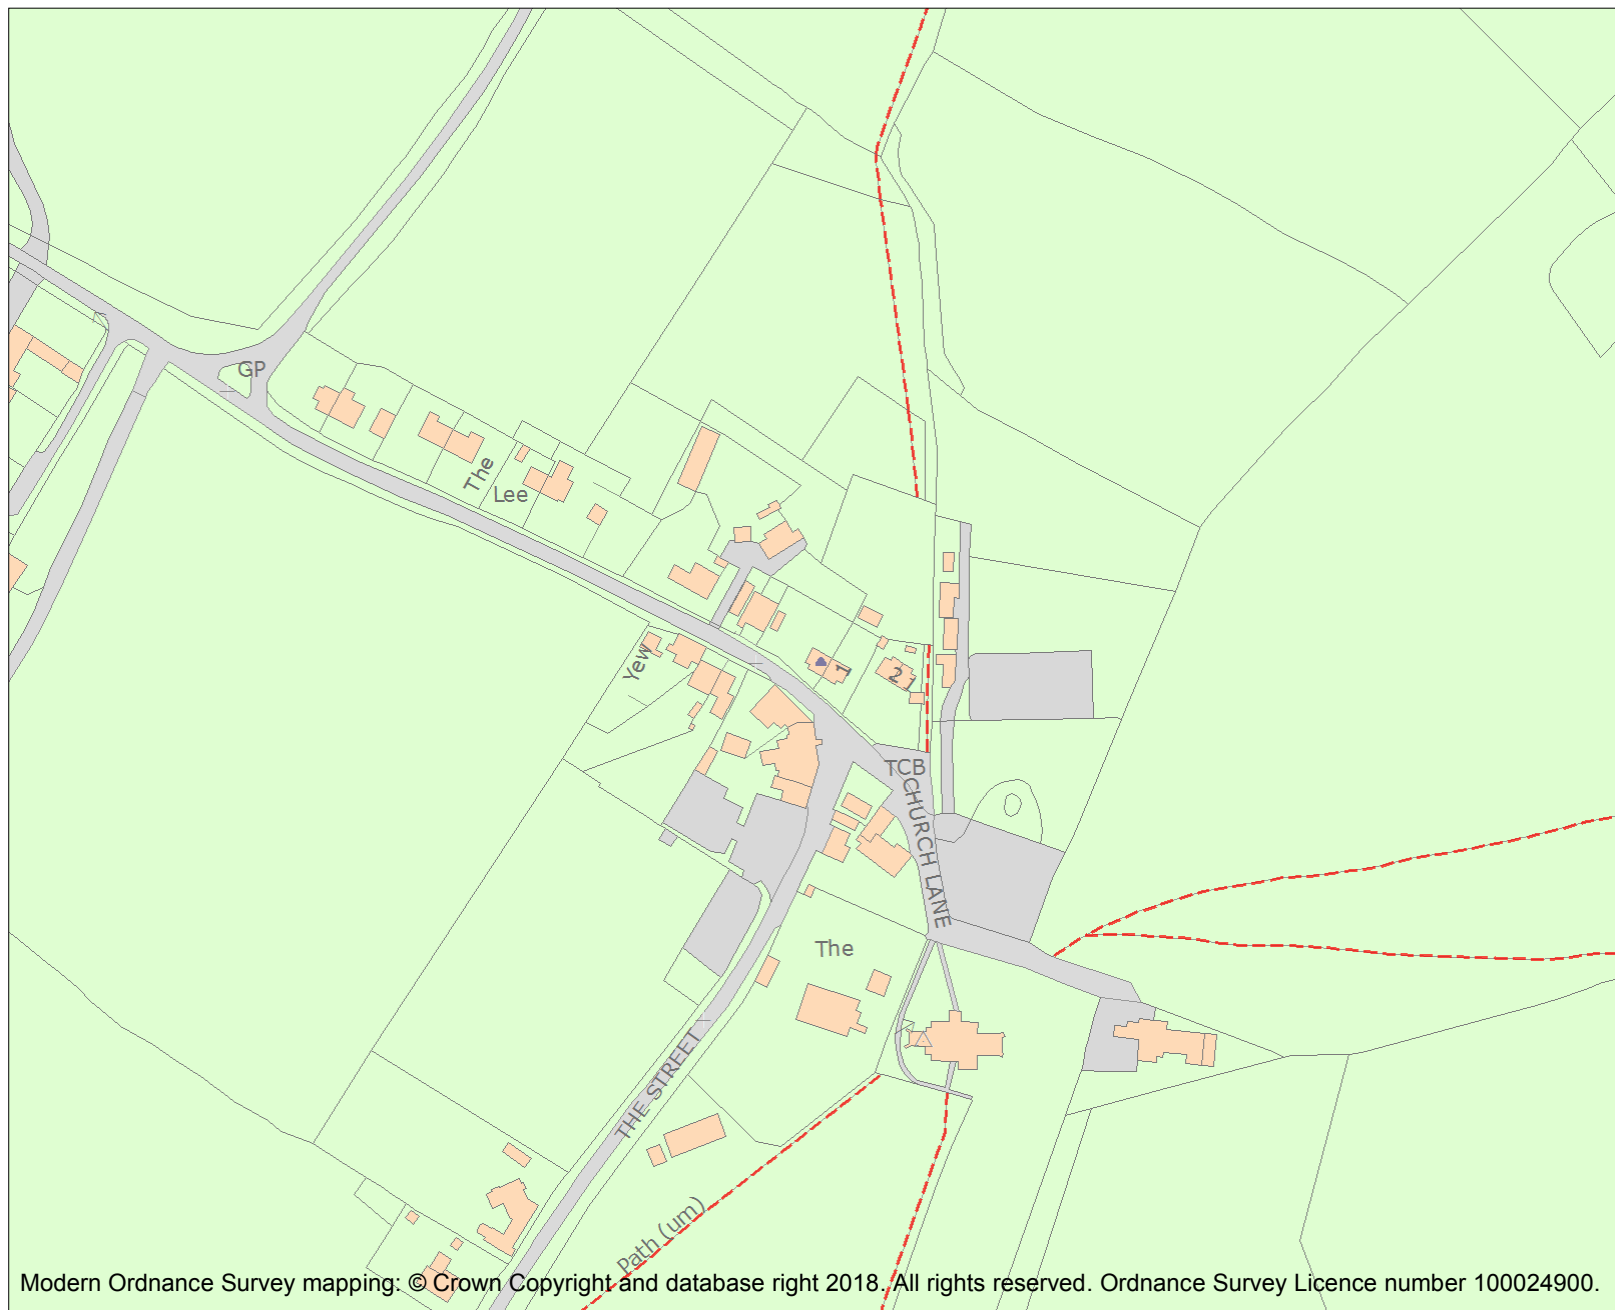 GP
The
Lee
Yew
1
21
TCB
CHURCH LANE
The
THE STREET
Path (um)
Modern Ordnance Survey mapping: © Crown Copyright and database right 2018. All rights reserved. Ordnance Survey Licence number 100024900.